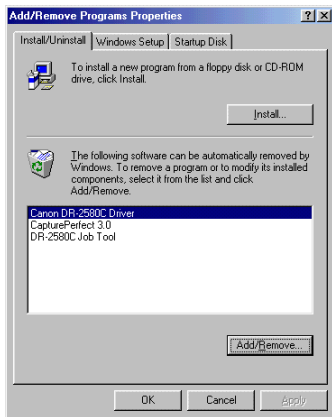 Add/Remove Programs Properties
Install/Uninstall
Windows Setup
Startup Disk
To install a new program from a floppy disk or CD-ROM
drive, click Install.
Install...
The following software can be automatically removed by
Windows. To remove a program or to modify its installed
components, select it from the list and click
Add/Remove.
Canon DR-2580C Driver
CapturePerfect 3.0
DR-2580C Job Tool
Add/Remove...
OK
Cancel
Apply